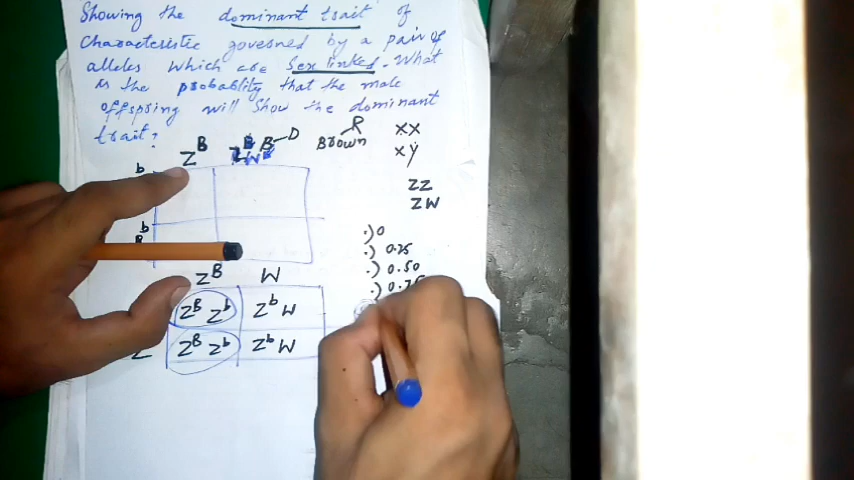 Showing the dominant trait of
characteristic governed by a pair of
alleles which are sex linked. What
is the probablity that the male
offspring will show the dominant
trait?
Z^B B-D R
Brown
XX
XY
ZZ
ZW
b
b
.) 0
.) 0.25
.) 0.50
Z^B W
Z^B Z^b Z^b W
Z^B Z^b Z^b W